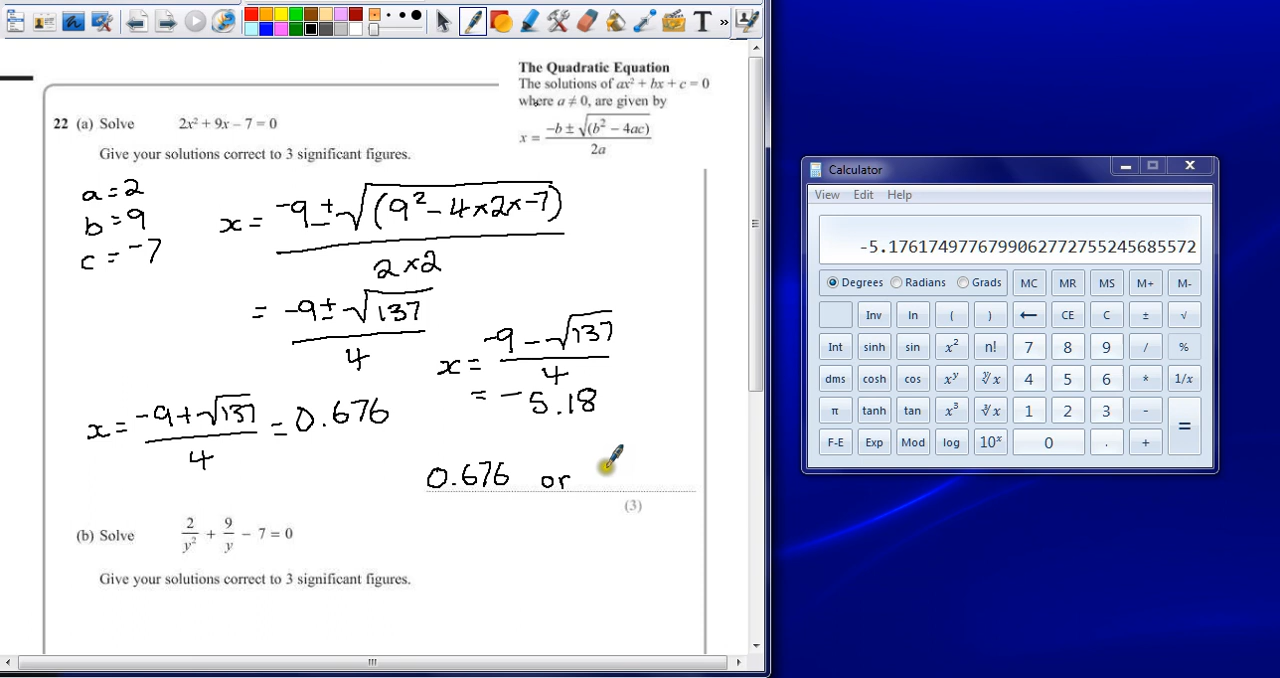 T »
The Quadratic Equation
The solutions of ax² + bx + c = 0
where a ≠ 0, are given by
x = (-b ± √(b² - 4ac)) / 2a
22 (a) Solve 2x² + 9x – 7 = 0
Give your solutions correct to 3 significant figures.
a = 2
b = 9
c = -7
x = (-9 ± √(9² - 4×2×-7)) / 2×2
= (-9 ± √137) / 4
x = (-9 - √137) / 4
= -5.18
x = (-9 + √137) / 4 = 0.676
0.676 or
(3)
(b) Solve 2/y² + 9/y - 7 = 0
Give your solutions correct to 3 significant figures.
Calculator
View Edit Help
-5.1761749776799062772755245685572
Degrees Radians Grads MC MR MS M+ M-
Inv ln ( ) ← CE C ± √
Int sinh sin x² n! 7 8 9 / %
dms cosh cos xʸ ʸ√x 4 5 6 * 1/x
π tanh tan x³ ³√x 1 2 3 - =
F-E Exp Mod log 10ˣ 0 . +